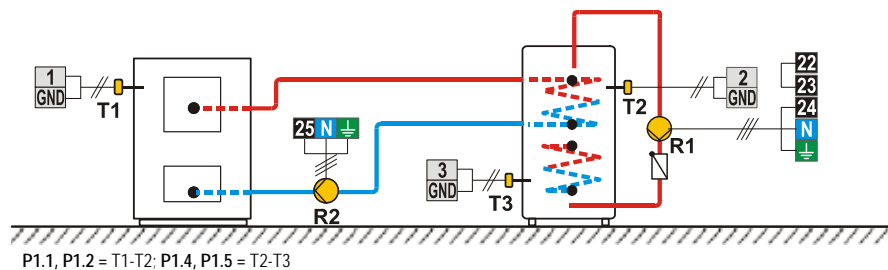 1
GND
T1
25 N
R2
3
GND
T3
T2
2
GND
R1
22
23
24
N
P1.1, P1.2 = T1-T2; P1.4, P1.5 = T2-T3